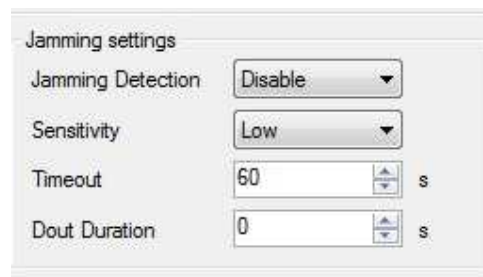 Jamming settings
Jamming Detection Disable
Sensitivity Low
Timeout 60 s
Dout Duration 0 s